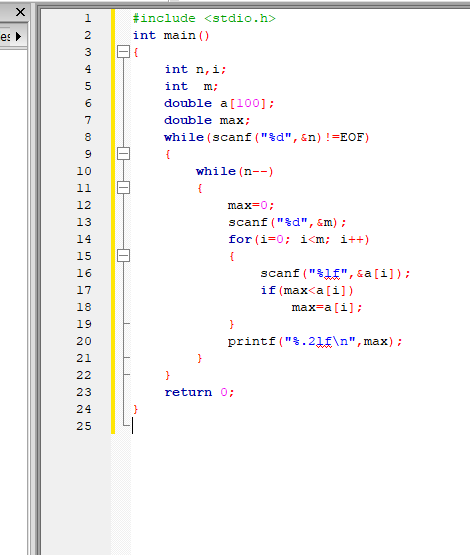 es
1 #include <stdio.h>
2 int main()
3 {
4     int n,i;
5     int  m;
6     double a[100];
7     double max;
8     while(scanf("%d",&n)!=EOF)
9     {
10         while(n--)
11         {
12             max=0;
13             scanf("%d",&m);
14             for(i=0; i<m; i++)
15             {
16                 scanf("%lf",&a[i]);
17                 if(max<a[i])
18                     max=a[i];
19             }
20             printf("%.2lf\n",max);
21         }
22     }
23     return 0;
24 }
25